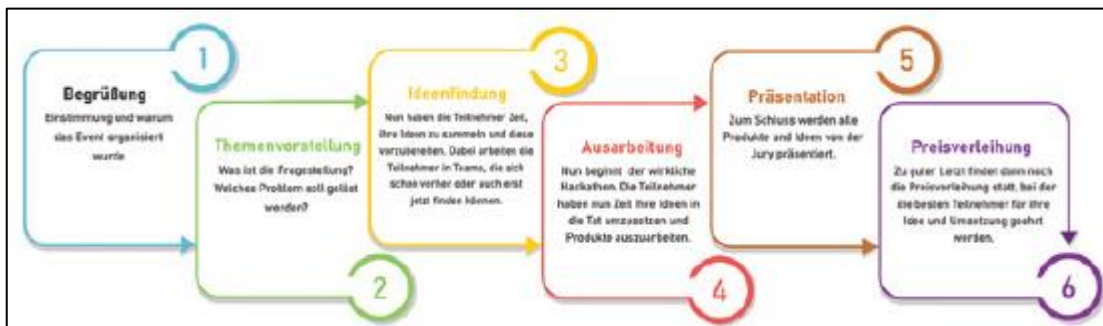 1
Begrüßung
Einstimmung und warum
das Event organisiert
wurde
2
Themenvorstellung
Was ist die Fragestellung?
Welches Problem soll gelöst
werden?
3
Ideenfindung
Nun haben die Teilnehmer Zeit,
ihre Ideen zu sammeln und diese
vorzubereiten. Dabei arbeiten die
Teilnehmer in Teams, die sich
schon vorher oder auch erst
jetzt finden können.
4
Ausarbeitung
Nun beginnt der wirkliche
Hackathon. Die Teilnehmer
haben nun Zeit ihre Ideen in
die Tat umzusetzen und
Produkte auszuarbeiten.
5
Präsentation
Zum Schluss werden alle
Produkte und Ideen von der
Jury präsentiert.
6
Preisverleihung
Zu guter Letzt findet dann noch
die Preisverleihung statt, bei der
die besten Teilnehmer für ihre
Idee und Umsetzung geehrt
werden.